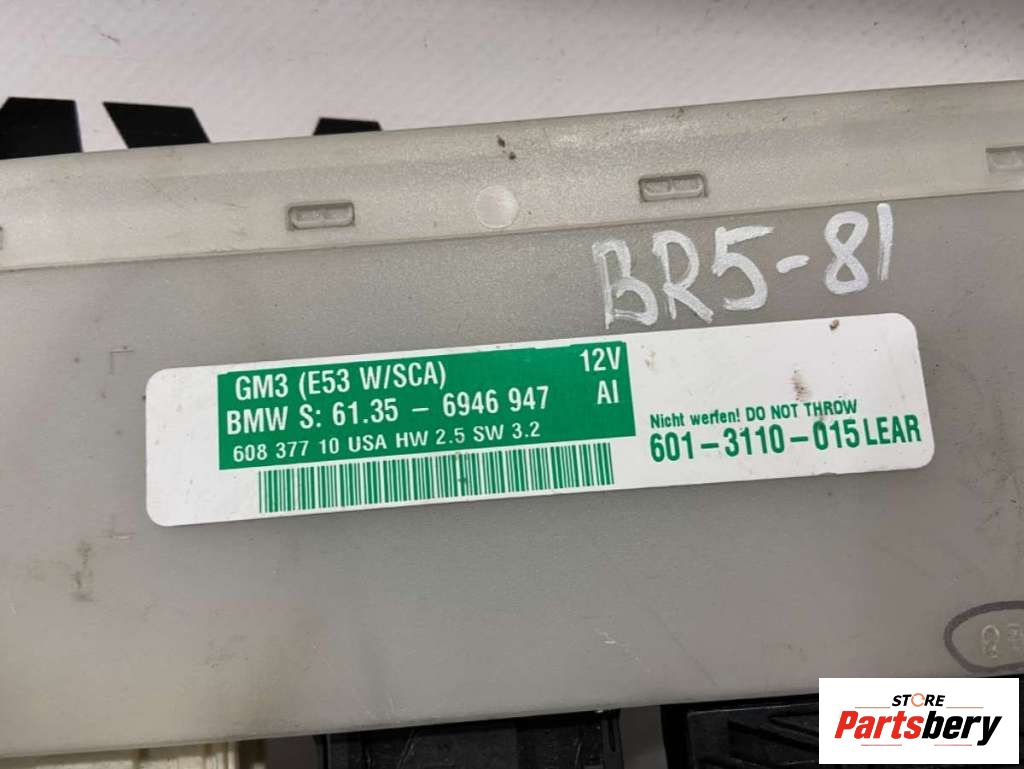 BR5-81
GM3 (E53 W/SCA) 12V
BMW S: 61.35 - 6946 947 AI
608 377 10 USA HW 2.5 SW 3.2
Nicht werfen! DO NOT THROW
601-3110-015 LEAR
STORE
Partsbery